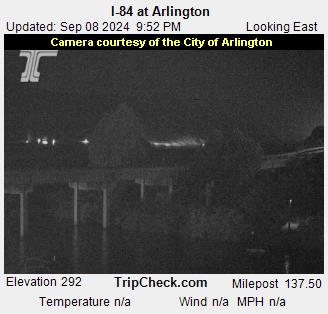 I-84 at Arlington
Updated: Sep 08 2024 9:52 PM Looking East
Camera courtesy of the City of Arlington
Elevation 292 TripCheck.com Milepost 137.50
Temperature n/a Wind n/a MPH n/a